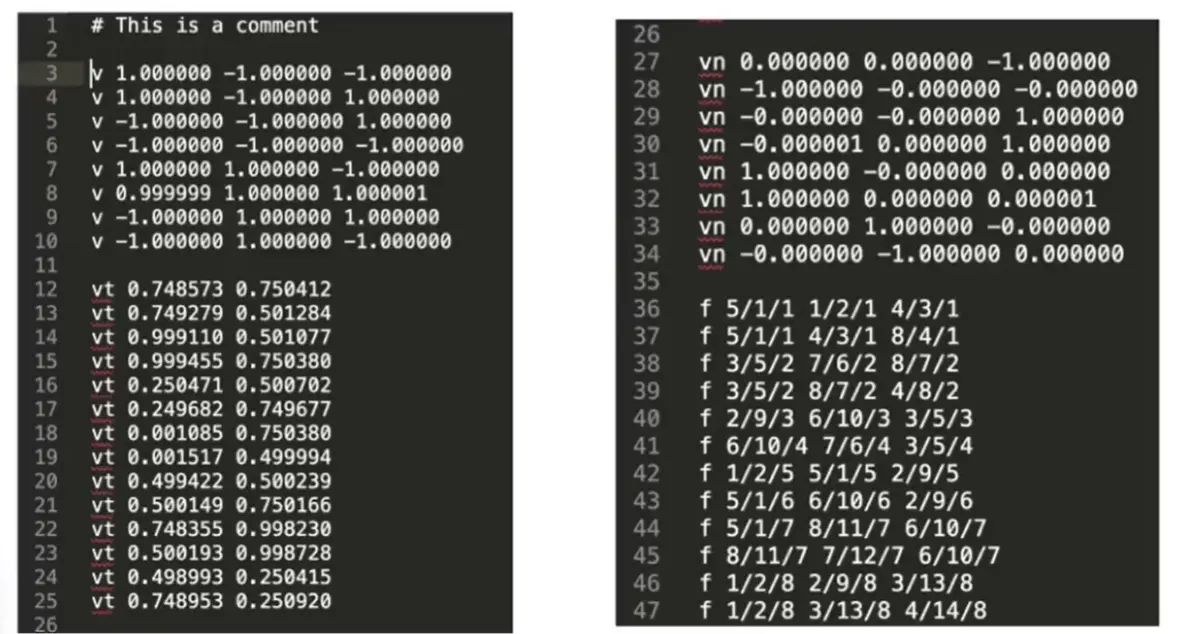 1 # This is a comment
2
3 v 1.000000 -1.000000 -1.000000
4 v 1.000000 -1.000000 1.000000
5 v -1.000000 -1.000000 1.000000
6 v -1.000000 -1.000000 -1.000000
7 v 1.000000 1.000000 -1.000000
8 v 0.999999 1.000000 1.000001
9 v -1.000000 1.000000 1.000000
10 v -1.000000 1.000000 -1.000000
11
12 vt 0.748573 0.750412
13 vt 0.749279 0.501284
14 vt 0.999110 0.501077
15 vt 0.999455 0.750380
16 vt 0.250471 0.500702
17 vt 0.249682 0.749677
18 vt 0.001085 0.750380
19 vt 0.001517 0.499994
20 vt 0.499422 0.500239
21 vt 0.500149 0.750166
22 vt 0.748355 0.998230
23 vt 0.500193 0.998728
24 vt 0.498993 0.250415
25 vt 0.748953 0.250920
26
26
27 vn 0.000000 0.000000 -1.000000
28 vn -1.000000 -0.000000 -0.000000
29 vn -0.000000 -0.000000 1.000000
30 vn -0.000001 0.000000 1.000000
31 vn 1.000000 -0.000000 0.000000
32 vn 1.000000 0.000000 0.000001
33 vn 0.000000 1.000000 -0.000000
34 vn -0.000000 -1.000000 0.000000
35
36 f 5/1/1 1/2/1 4/3/1
37 f 5/1/1 4/3/1 8/4/1
38 f 3/5/2 7/6/2 8/7/2
39 f 3/5/2 8/7/2 4/8/2
40 f 2/9/3 6/10/3 3/5/3
41 f 6/10/4 7/6/4 3/5/4
42 f 1/2/5 5/1/5 2/9/5
43 f 5/1/6 6/10/6 2/9/6
44 f 5/1/7 8/11/7 6/10/7
45 f 8/11/7 7/12/7 6/10/7
46 f 1/2/8 2/9/8 3/13/8
47 f 1/2/8 3/13/8 4/14/8